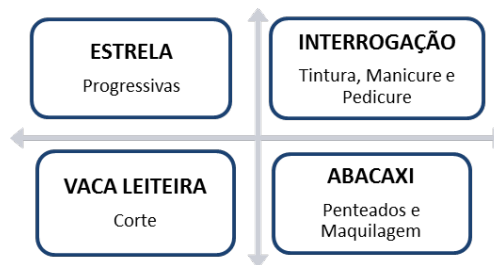 ESTRELA
Progressivas
INTERROGAÇÃO
Tintura, Manicure e
Pedicure
VACA LEITEIRA
Corte
ABACAXI
Penteados e
Maquilagem